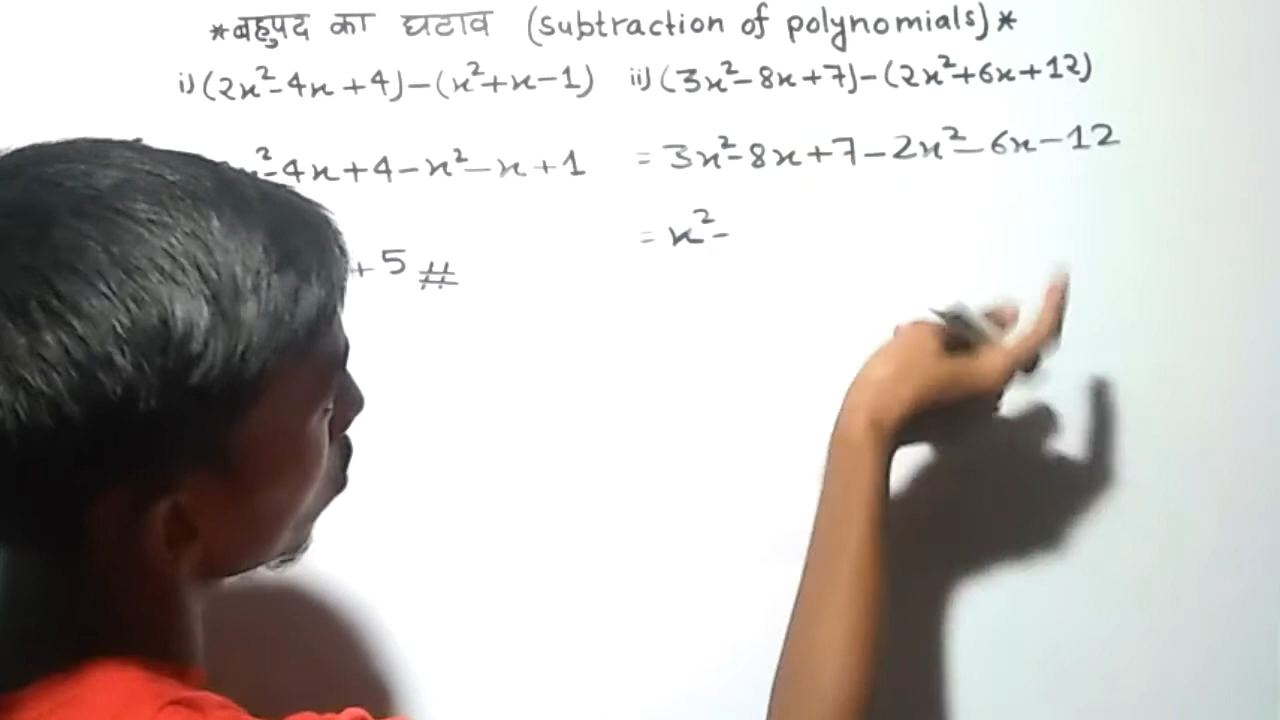 *बहुपद का घटाव (subtraction of polynomials)*
i) (2x²-4x+4)-(x²+x-1) ii) (3x²-8x+7)-(2x²+6x+12)
²-4x+4-x²-x+1 = 3x²-8x+7-2x²-6x-12
= x²-
+5 #